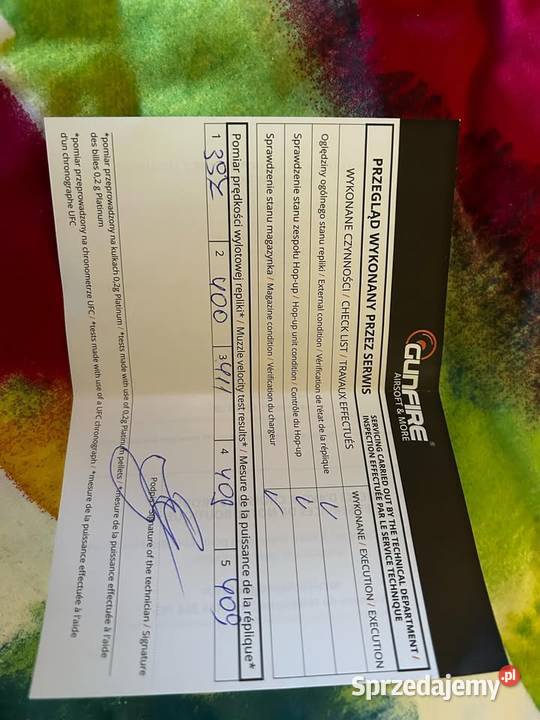 GUNFIRE®
AIRSOFT & MORE
PRZEGLĄD WYKONANY PRZEZ SERWIS
SERVICING CARRIED OUT BY THE TECHNICAL DEPARTMENT /
INSPECTION EFFECTUÉE PAR LE SERVICE TECHNIQUE
WYKONANE CZYNNOŚCI / CHECK LIST / TRAVAUX EFFECTUÉS
WYKONANE / EXECUTION / EXECUTION
Oględziny ogólnego stanu repliki / External condition / Vérification de l'état de la réplique
Sprawdzenie stanu zespołu Hop-up / Hop-up unit condition / Contrôle du Hop-up
Sprawdzenie stanu magazynka / Magazine condition / Vérification du chargeur
Pomiar prędkości wylotowej repliki* / Muzzle velocity test results* / Mesure de la puissance de la réplique*
1 397 2 400 3 411 4 409 5 409
Podpis / Signature of the technician / Signature
*pomiar przeprowadzony na kulkach 0,2g Platinum / *tests made with use of 0,2g Platinum pellets / *mesure de la puissance effectuée à l'aide
des billes 0,2 g Platinum
*pomiar przeprowadzony na chronometrze UFC / *tests made with use of a UFC chronograph / *mesure de la puissance effectuée à l'aide
d'un chronographe UFC
Sprzedajemy.pl